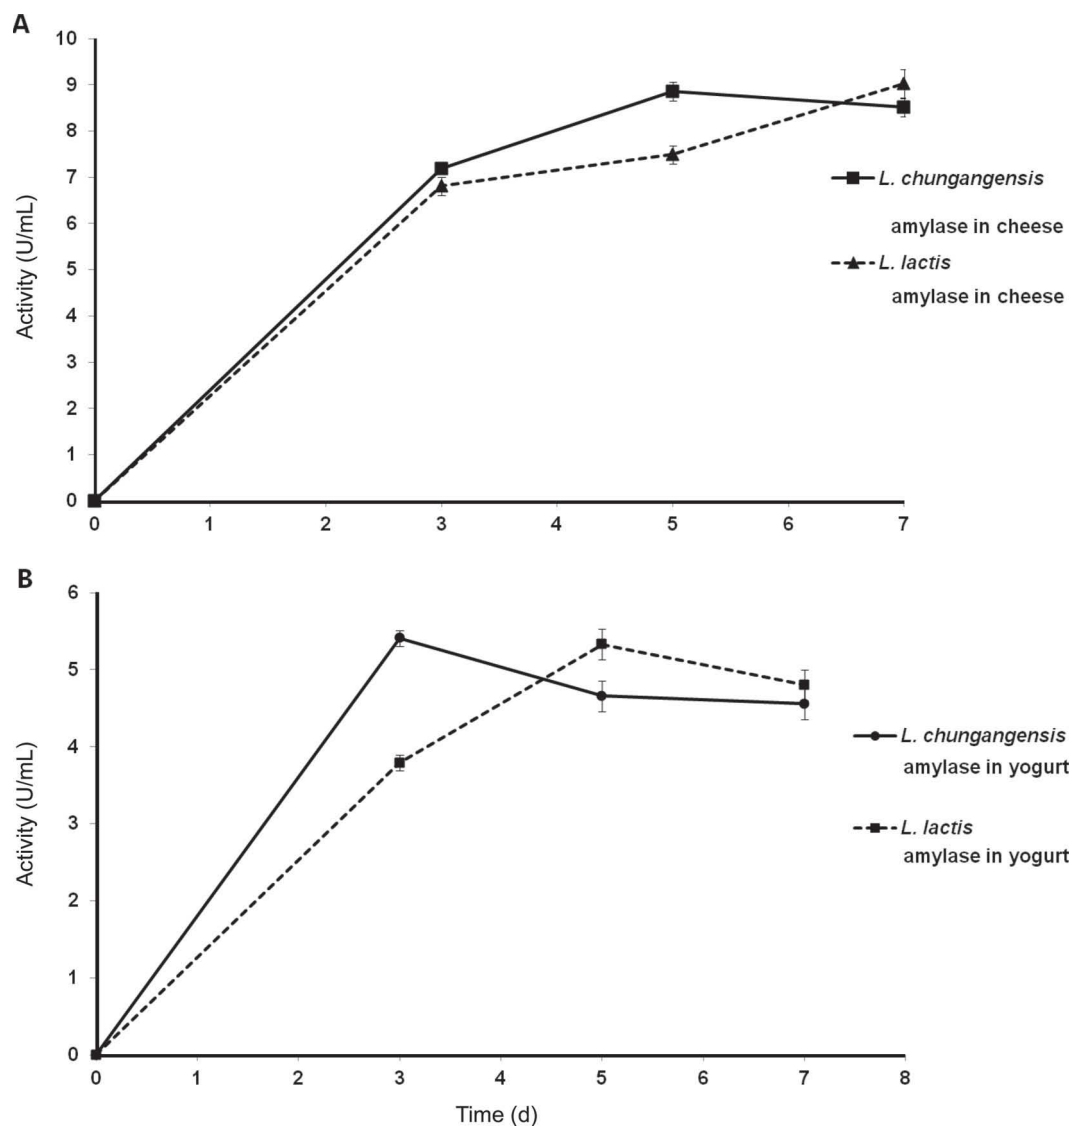 A
10
9
8
7
6
5
4
3
2
1
0
Activity (U/mL)
0 1 2 3 4 5 6 7
L. chungangensis
amylase in cheese
L. lactis
amylase in cheese
B
6
5
4
3
2
1
0
Activity (U/mL)
0 1 2 3 4 5 6 7 8
Time (d)
L. chungangensis
amylase in yogurt
L. lactis
amylase in yogurt